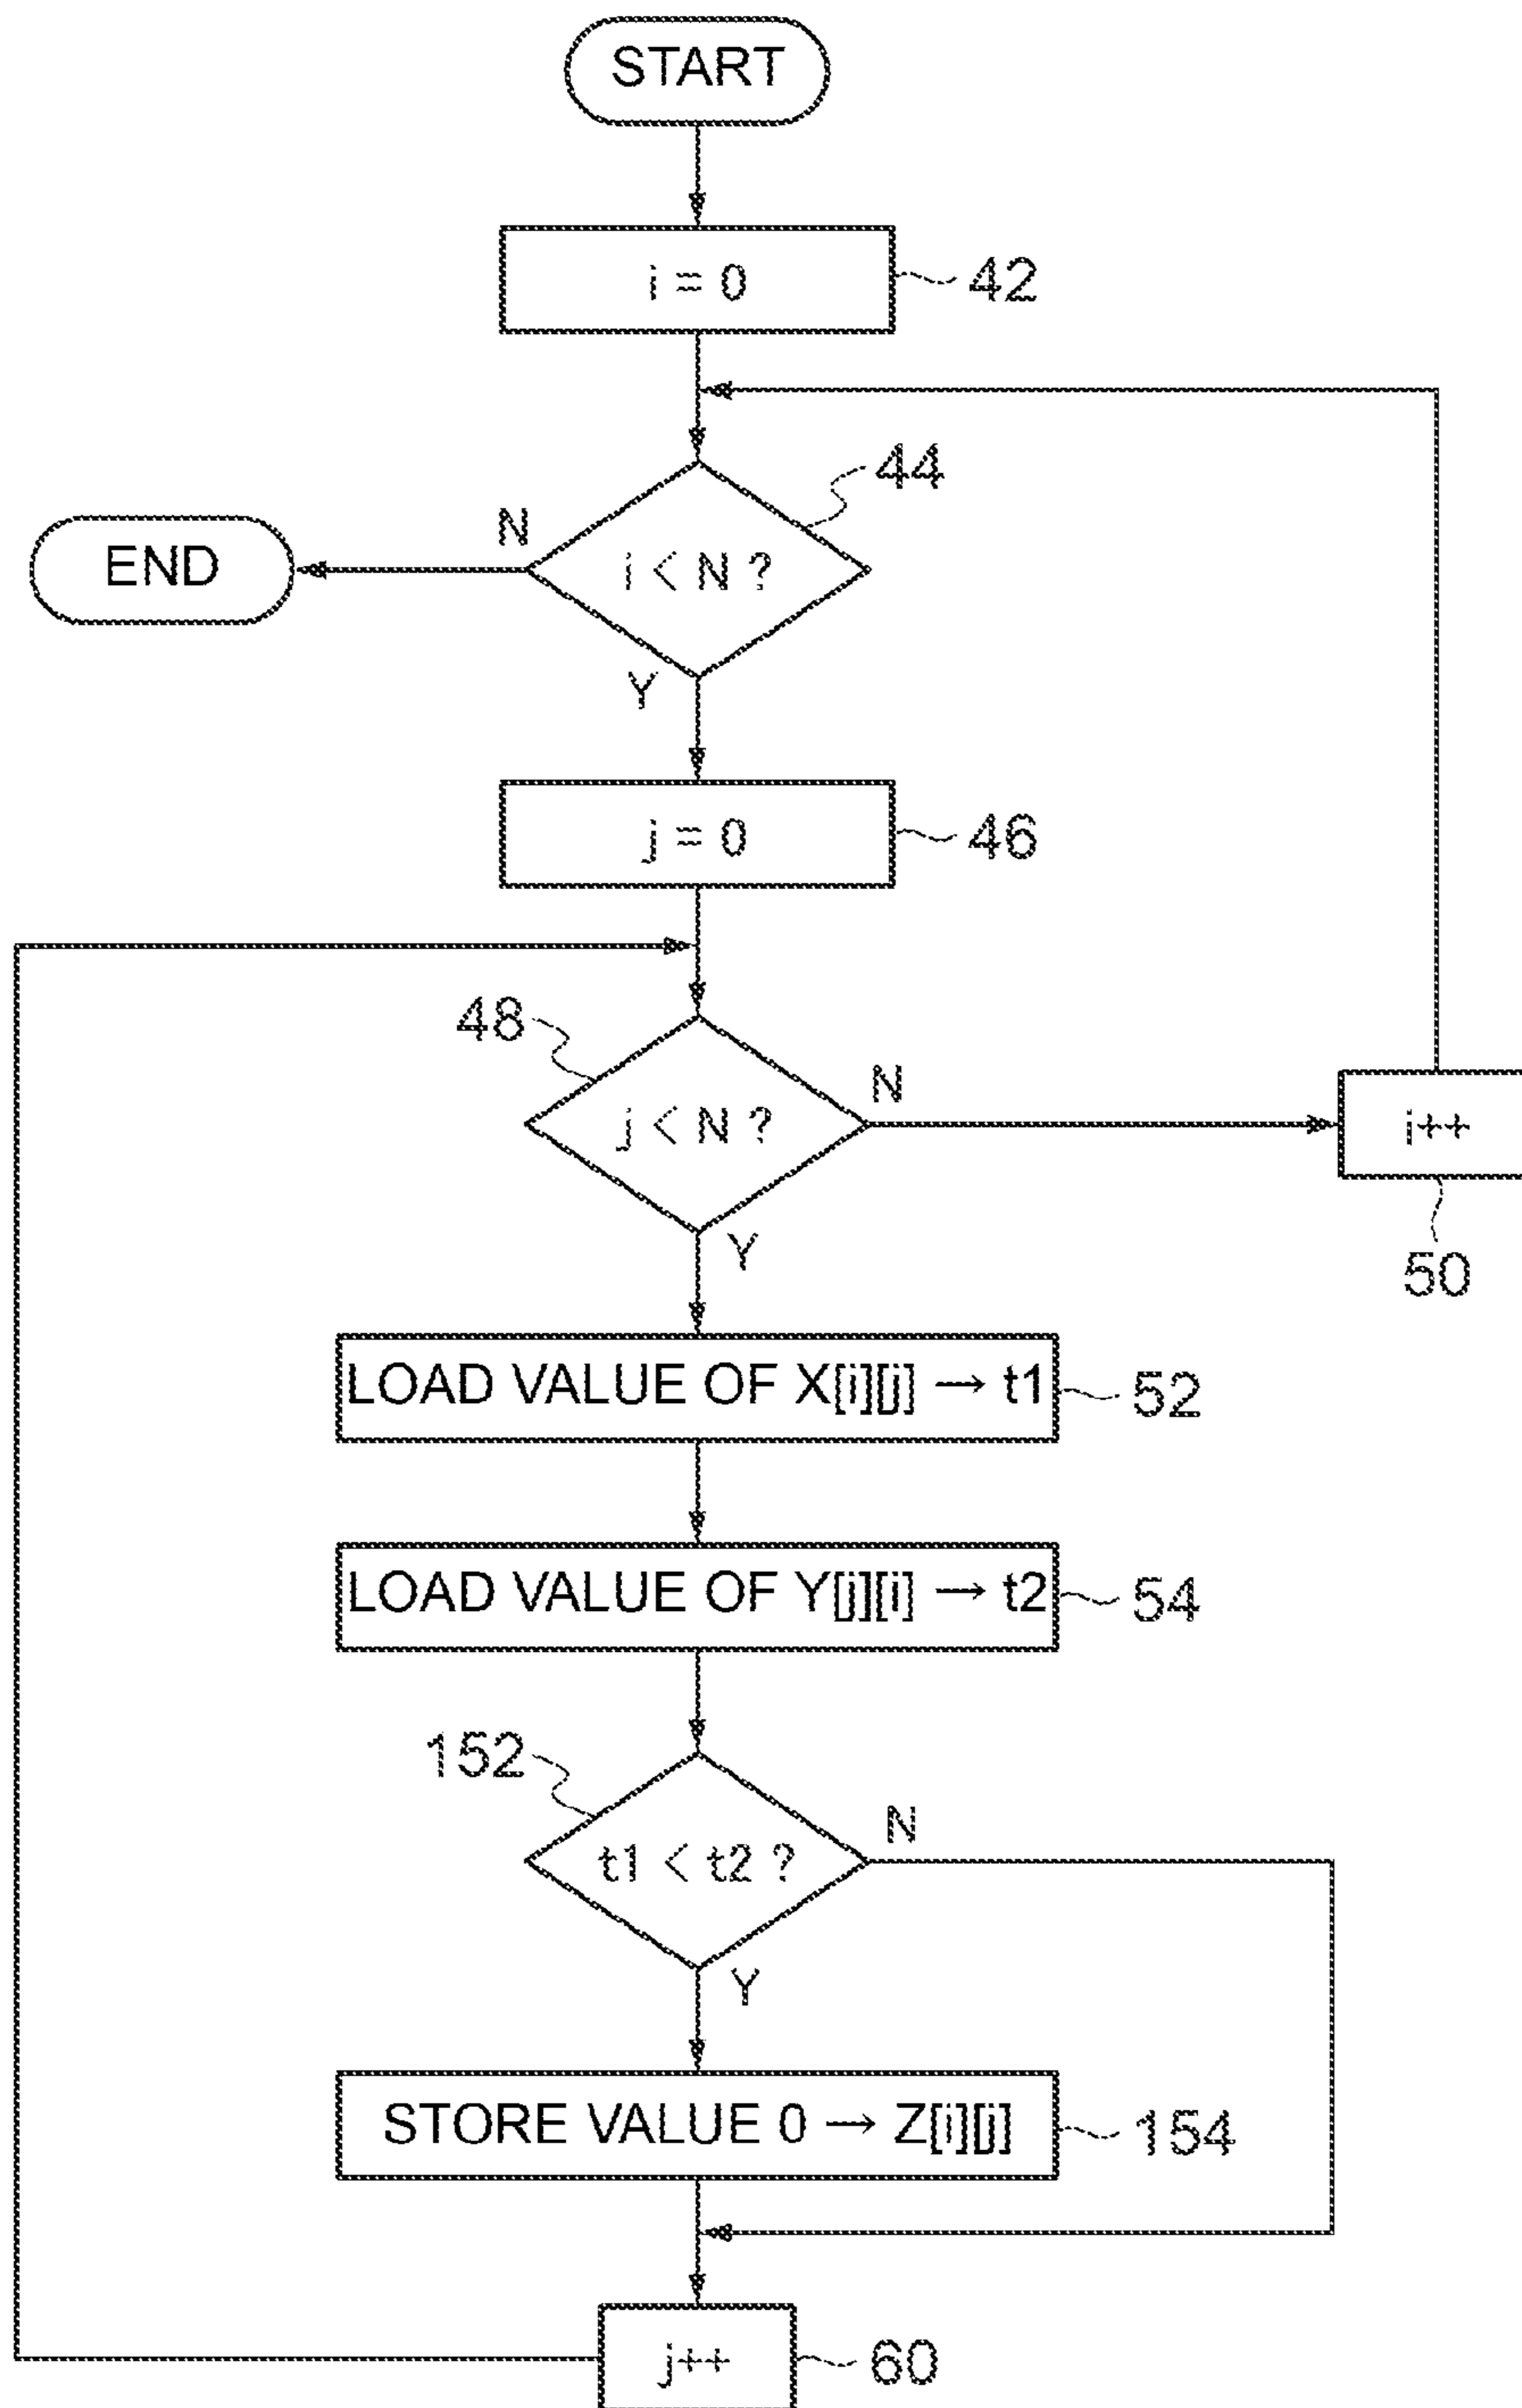 START
i = 0
42
44
N
i < N ?
END
Y
j = 0
46
48
N
j < N ?
i++
Y
50
LOAD VALUE OF X[i][j] → t1
52
LOAD VALUE OF Y[j][i] → t2
54
152
N
t1 < t2 ?
Y
STORE VALUE 0 → Z[i][j]
154
j++
60